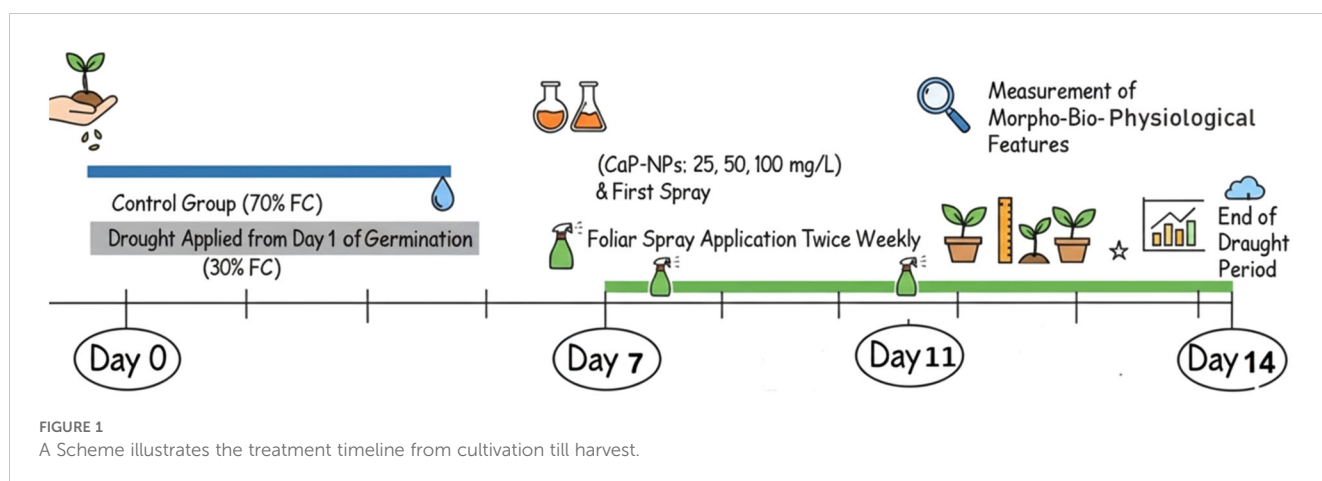 Control Group (70% FC)
Drought Applied from Day 1 of Germination
(30% FC)
(CaP-NPs: 25, 50, 100 mg/L)
& First Spray
Foliar Spray Application Twice Weekly
Measurement of
Morpho-Bio-Physiological
Features
End of
Draught
Period
Day 0
Day 7
Day 11
Day 14
FIGURE 1
A Scheme illustrates the treatment timeline from cultivation till harvest.